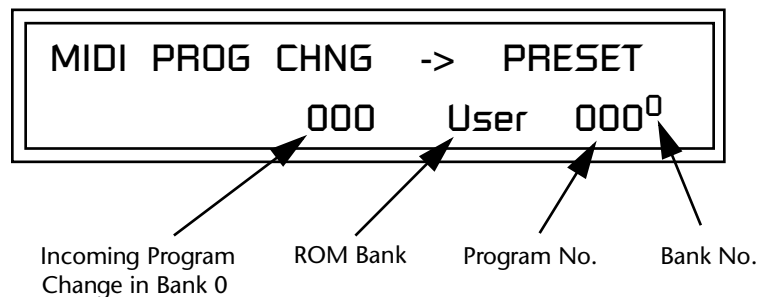 MIDI PROG CHNG -> PRESET
000 User 000⁰
Incoming Program Change in Bank 0
ROM Bank
Program No.
Bank No.